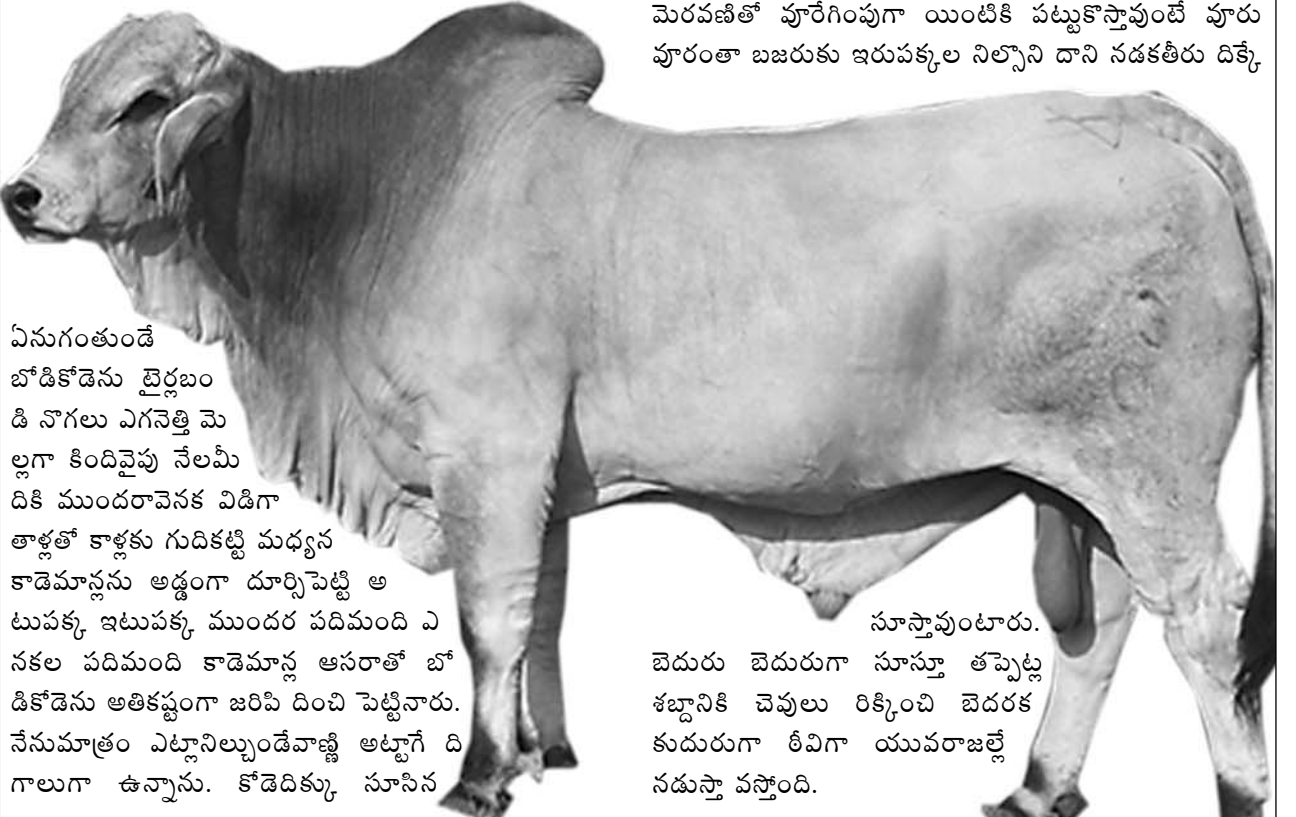 ఏనుగంతుండే
బోడికోడెను టైర్లబం
డి నొగలు ఎగనెత్తి మె
ల్లగా కిందివైపు నేలమీ
దికి ముందరావెనక విడిగా
తాళ్లతో కాళ్లకు గుదికట్టి మధ్యన
కాడెమాన్లను అడ్డంగా దూర్సిపెట్టి అ
టుపక్క ఇటుపక్క ముందర పదిమంది ఎ
నకల పదిమంది కాడెమాన్ల ఆసరాతో బో
డికోడెను అతికష్టంగా జరిపి దించి పెట్టినారు.
నేనుమాత్రం ఎట్లానిల్చుండేవాణ్ణి అట్టాగే ది
గాలుగా ఉన్నాను. కోడెదిక్కు సూసిన
మెరవణితో వూరేగింపుగా యింటికి పట్టుకొస్తావుంటే వూరు
వూరంతా బజరుకు ఇరుపక్కల నిల్సొని దాని నడకతీరు దిక్కే
సూస్తావుంటారు.
బెదురు బెదురుగా సూస్తూ తప్పెట్ల
శబ్దానికి చెవులు రిక్కించి బెదరక
కుదురుగా ఠీవిగా యువరాజల్లే
నడుస్తా వస్తోంది.